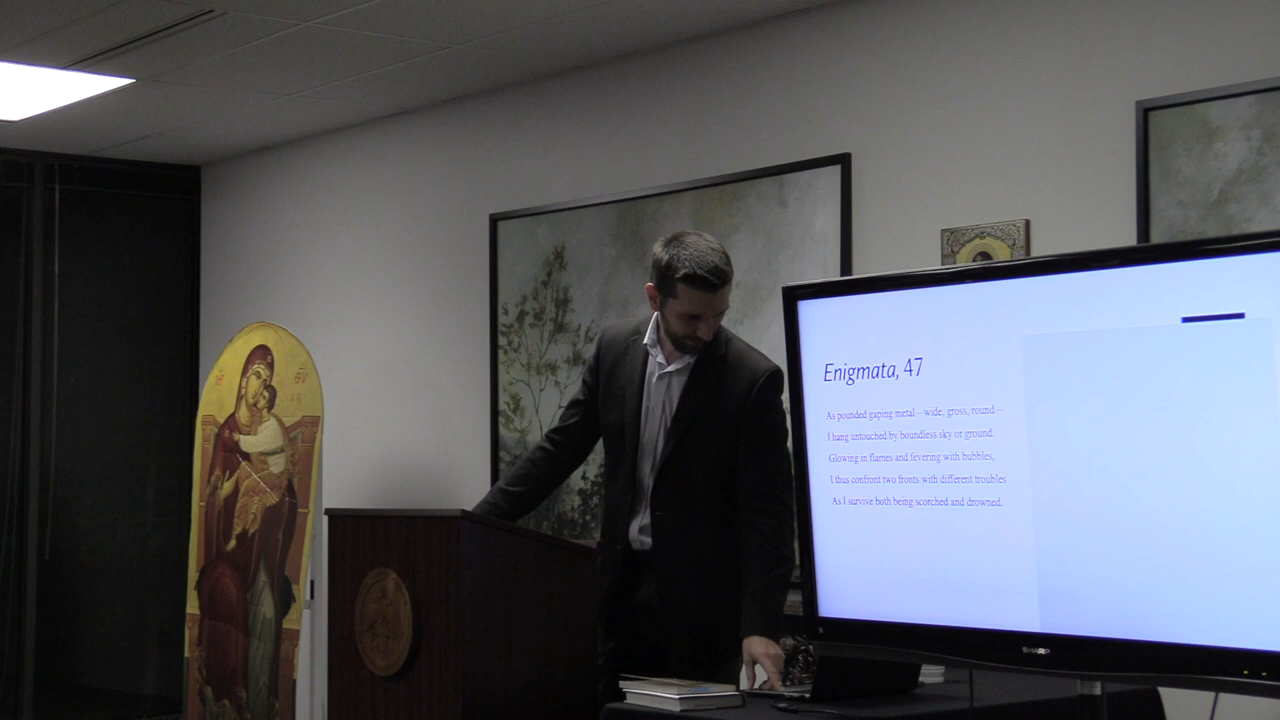 Enigmata, 47
As pounded gaping metal – wide, gross, round –
I hang untouched by boundless sky or ground.
Glowing in flames and fevering with bubbles,
I thus confront two fronts with different troubles
As I survive both being scorched and drowned.
SHARP